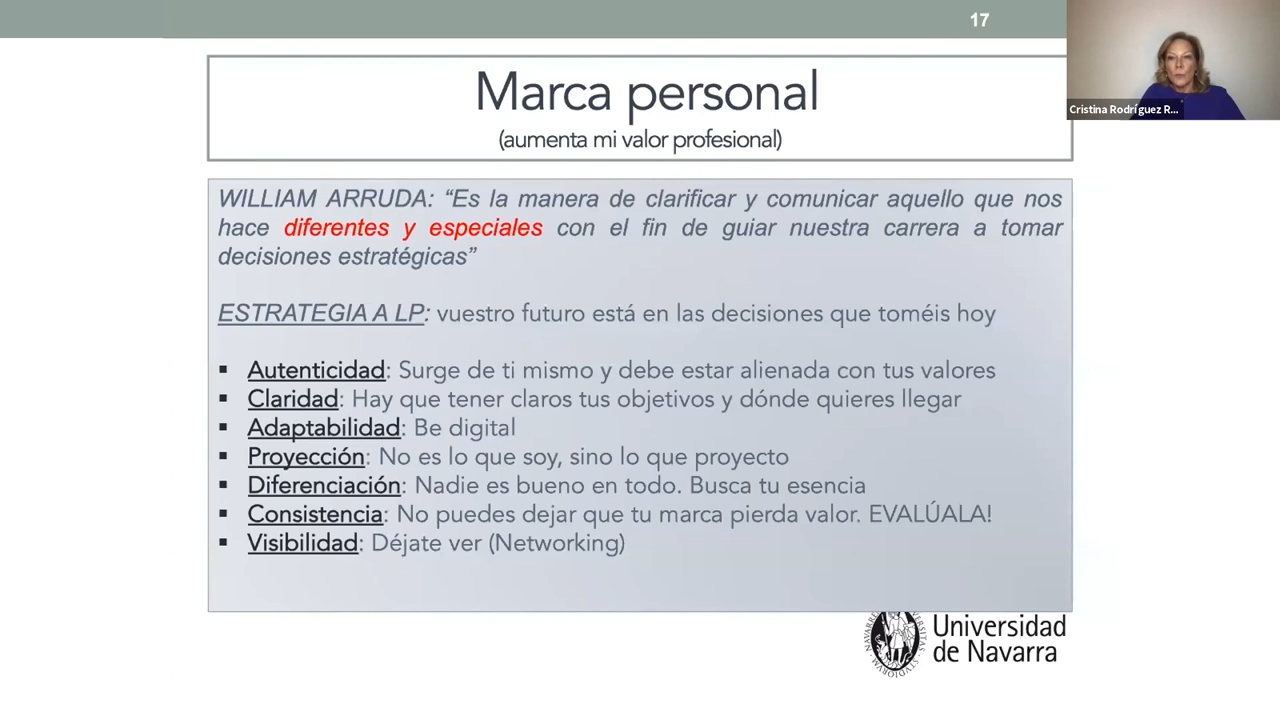 17
Marca personal
(aumenta mi valor profesional)
Cristina Rodríguez R...
WILLIAM ARRUDA: “Es la manera de clarificar y comunicar aquello que nos
hace diferentes y especiales con el fin de guiar nuestra carrera a tomar
decisiones estratégicas”
ESTRATEGIA A LP: vuestro futuro está en las decisiones que toméis hoy
▪ Autenticidad: Surge de ti mismo y debe estar alienada con tus valores
▪ Claridad: Hay que tener claros tus objetivos y dónde quieres llegar
▪ Adaptabilidad: Be digital
▪ Proyección: No es lo que soy, sino lo que proyecto
▪ Diferenciación: Nadie es bueno en todo. Busca tu esencia
▪ Consistencia: No puedes dejar que tu marca pierda valor. EVALÚALA!
▪ Visibilidad: Déjate ver (Networking)
Universidad
de Navarra